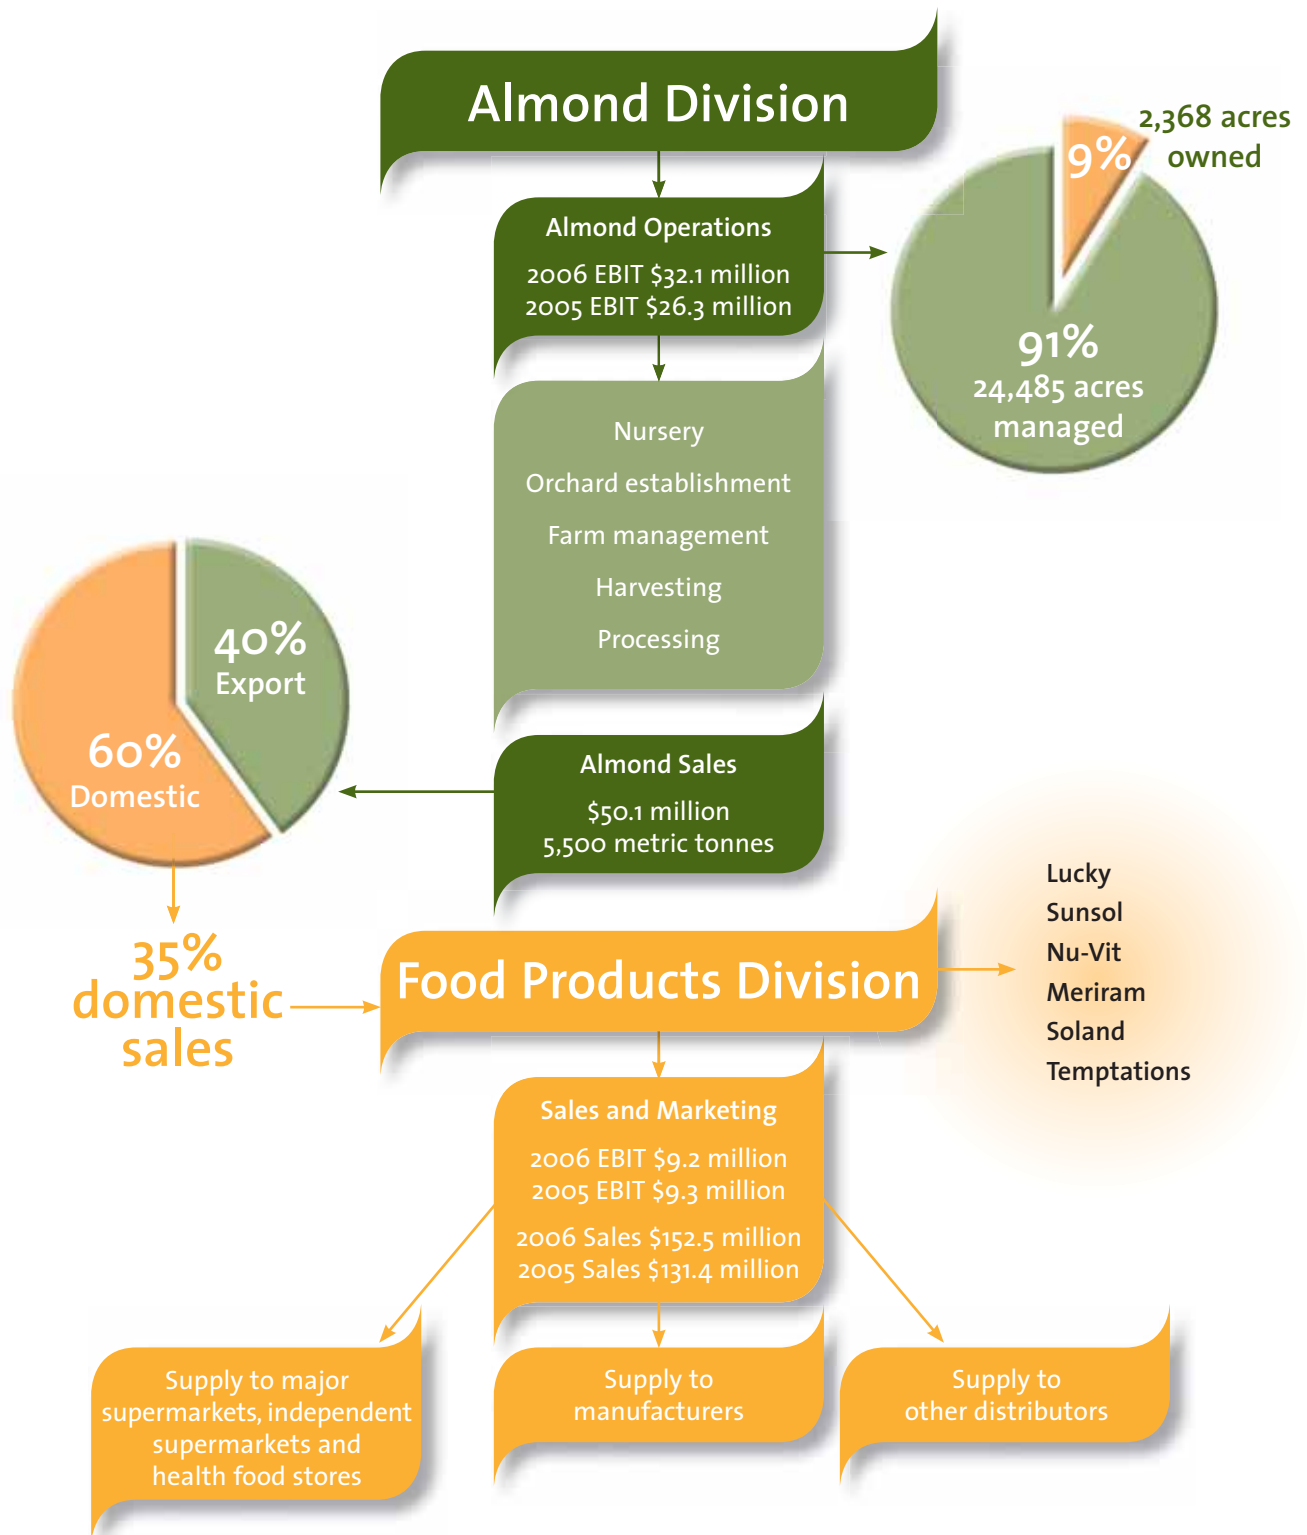 Almond Division
2,368 acres
owned
9%
Almond Operations
2006 EBIT $32.1 million
2005 EBIT $26.3 million
91%
24,485 acres
managed
Nursery
Orchard establishment
Farm management
Harvesting
Processing
40%
Export
60%
Domestic
Almond Sales
$50.1 million
5,500 metric tonnes
35%
domestic
sales
Food Products Division
Lucky
Sunsol
Nu-Vit
Meriram
Soland
Temptations
Sales and Marketing
2006 EBIT $9.2 million
2005 EBIT $9.3 million
2006 Sales $152.5 million
2005 Sales $131.4 million
Supply to major
supermarkets, independent
supermarkets and
health food stores
Supply to
manufacturers
Supply to
other distributors